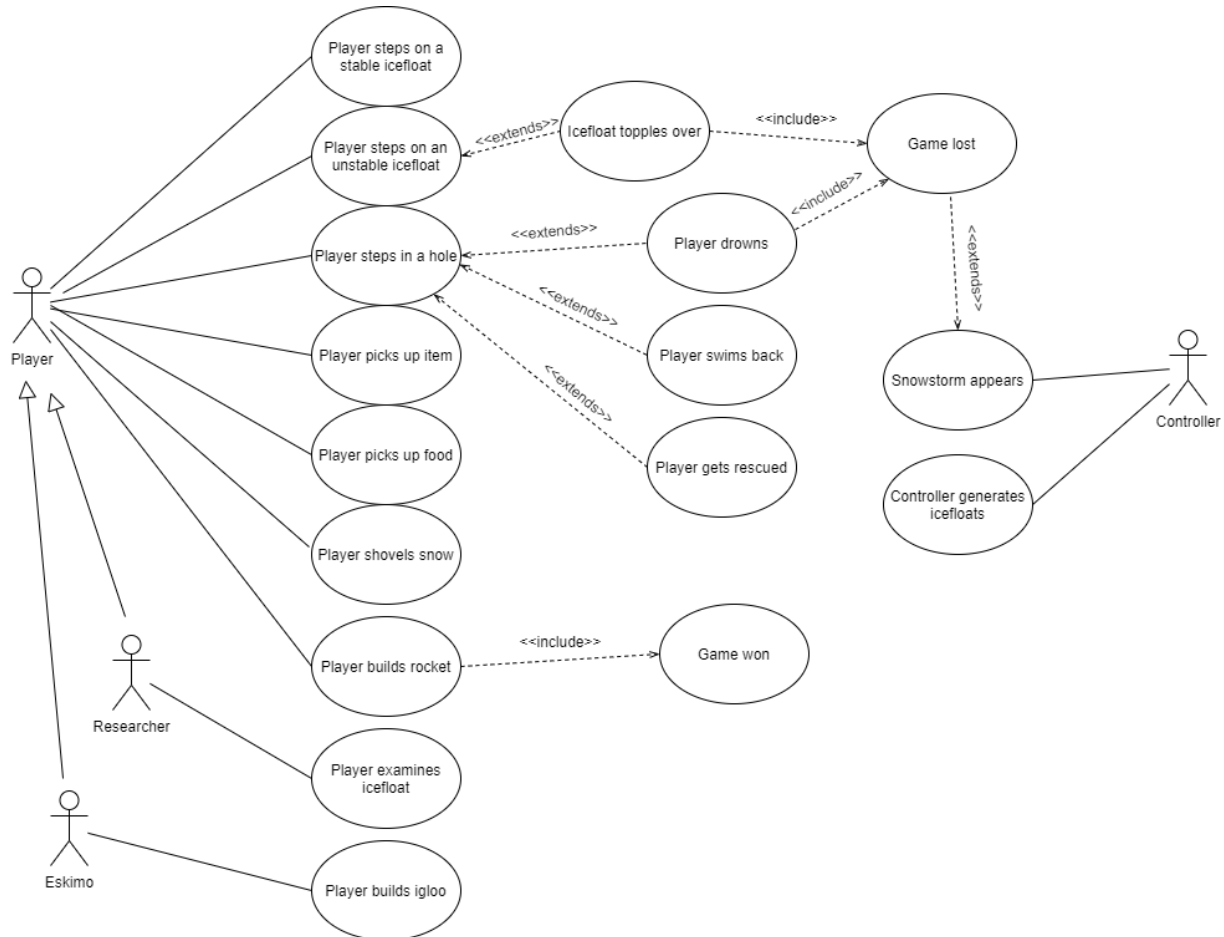 Player steps on a
stable icefloat
Player steps on an
unstable icefloat
<<extends>>
Icefloat topples over
<<include>>
Game lost
Player steps in a hole
<<extends>>
Player drowns
<<include>>
<<extends>>
<<extends>>
Player swims back
<<extends>>
Player gets rescued
Player
Player picks up item
Player picks up food
Player shovels snow
Snowstorm appears
Controller
Controller generates
icefloats
Player builds rocket
<<include>>
Game won
Researcher
Player examines
icefloat
Eskimo
Player builds igloo